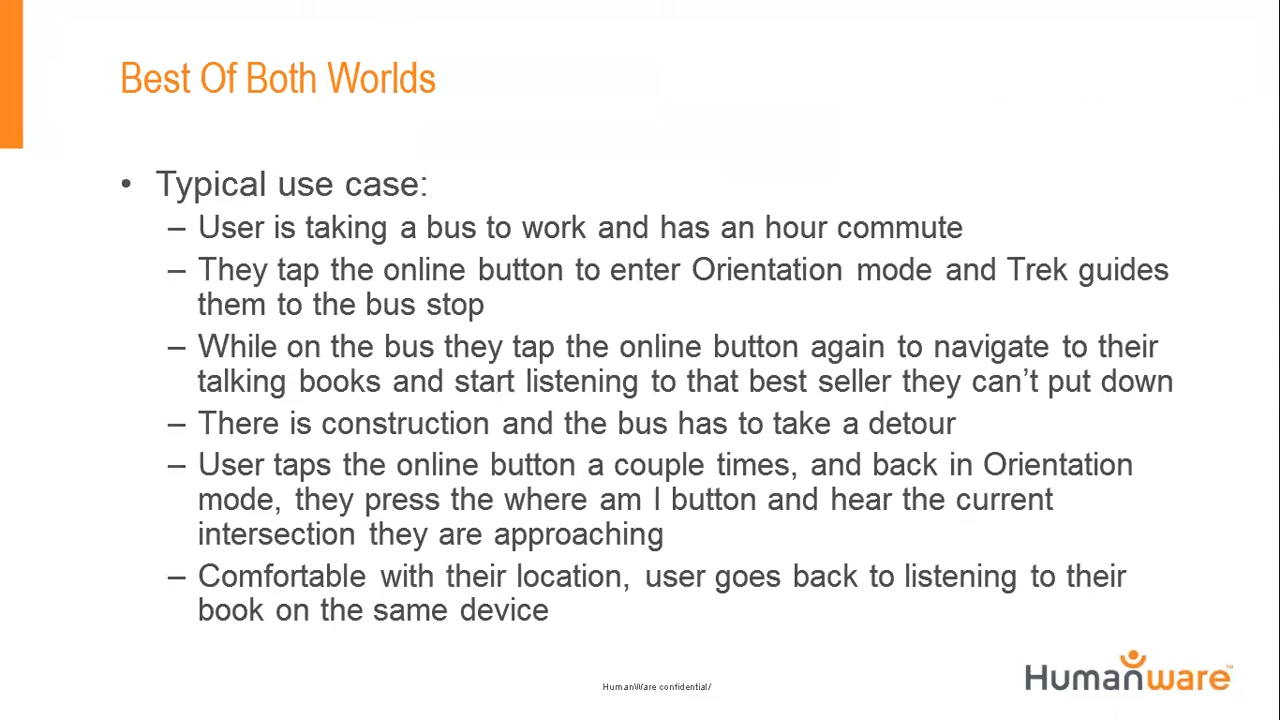 Best Of Both Worlds
• Typical use case:
– User is taking a bus to work and has an hour commute
– They tap the online button to enter Orientation mode and Trek guides
them to the bus stop
– While on the bus they tap the online button again to navigate to their
talking books and start listening to that best seller they can’t put down
– There is construction and the bus has to take a detour
– User taps the online button a couple times, and back in Orientation
mode, they press the where am I button and hear the current
intersection they are approaching
– Comfortable with their location, user goes back to listening to their
book on the same device
HumanWare confidential/
Humanware™